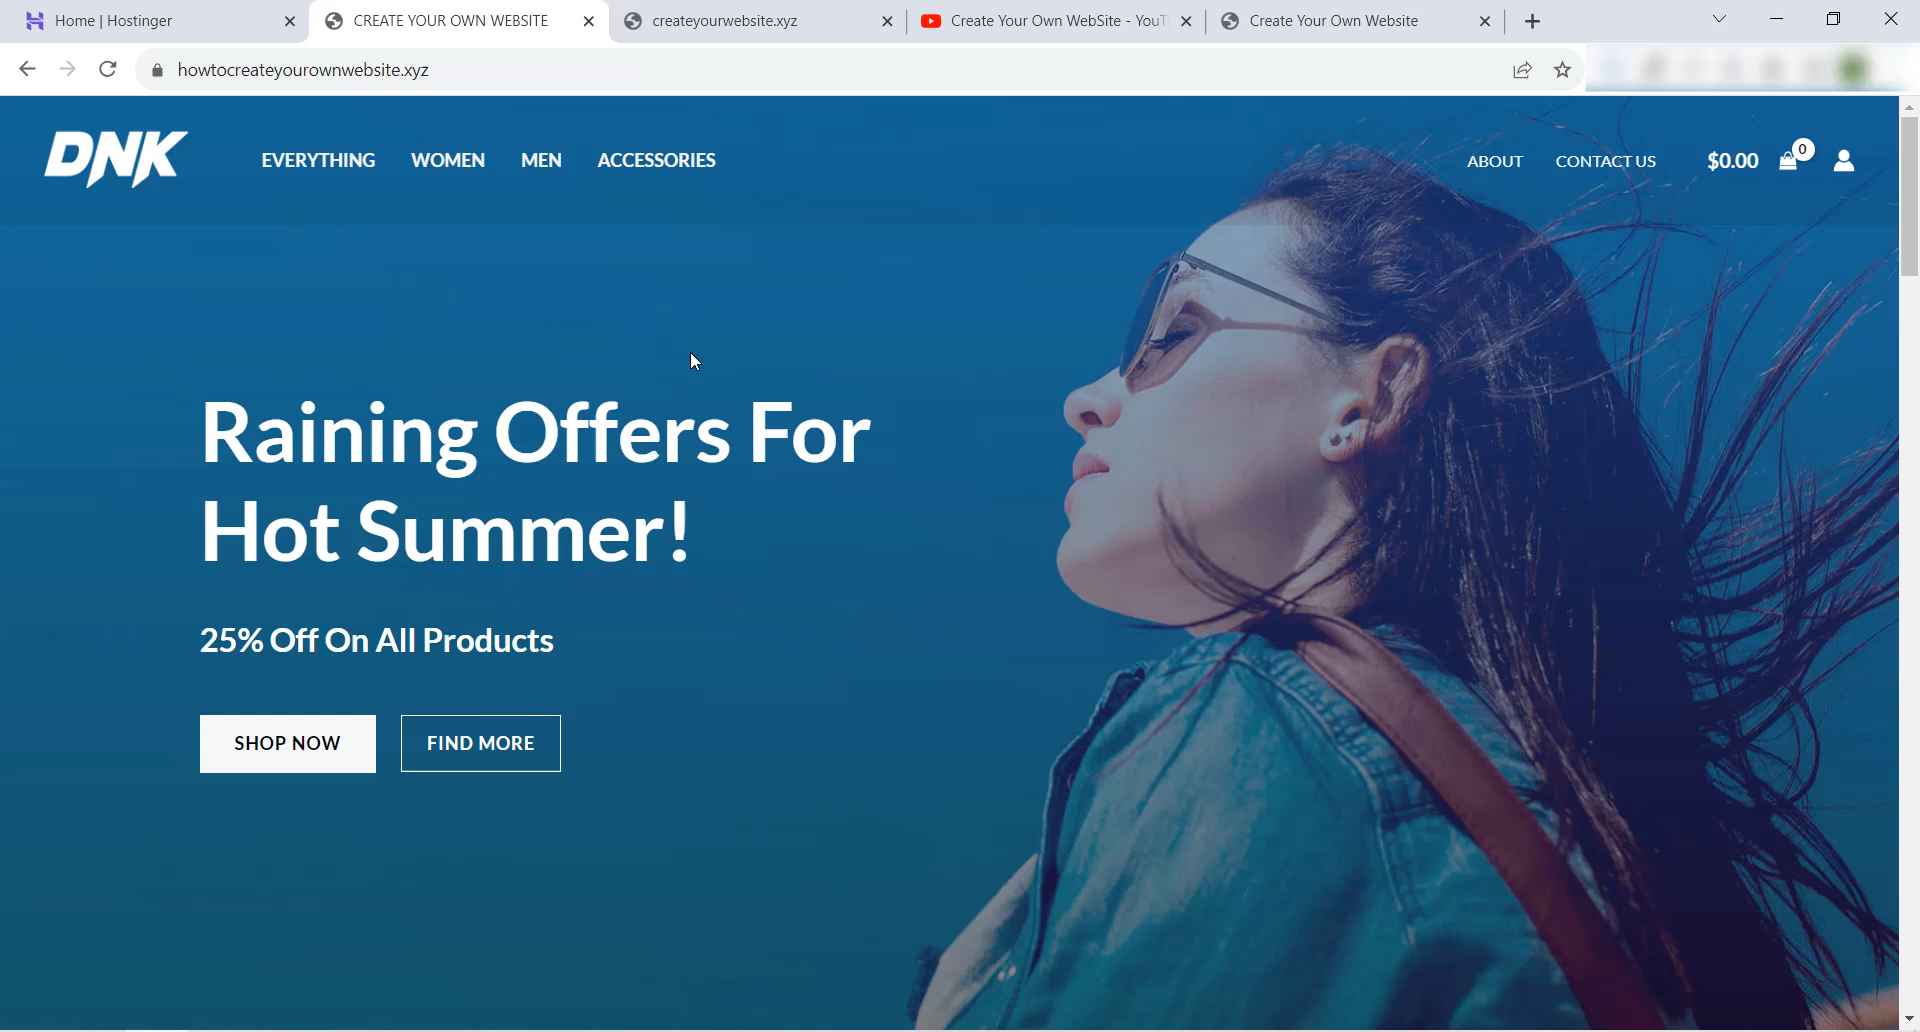 Home | Hostinger
CREATE YOUR OWN WEBSITE
createyourwebsite.xyz
Create Your Own WebSite - YouT
Create Your Own Website
howtocreateyourownwebsite.xyz
DNK
EVERYTHING WOMEN MEN ACCESSORIES
ABOUT CONTACT US $0.00 0
Raining Offers For
Hot Summer!
25% Off On All Products
SHOP NOW FIND MORE